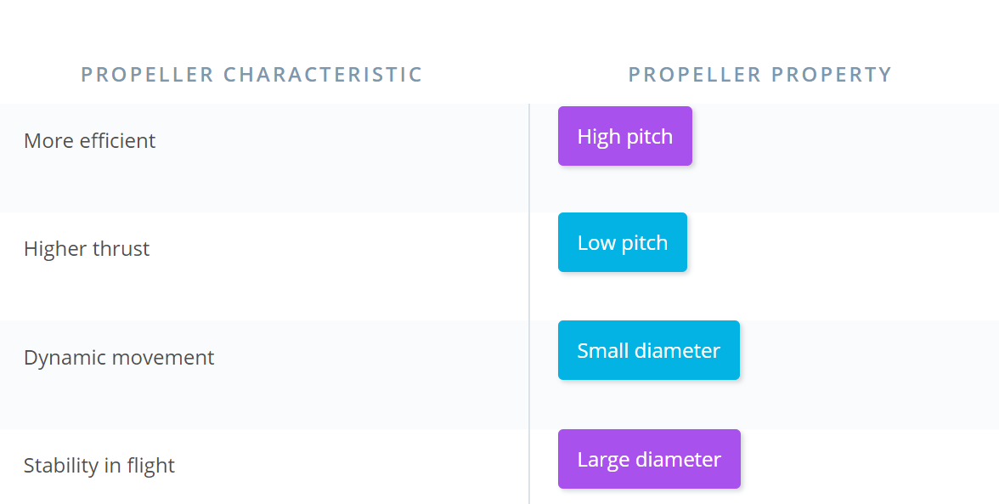 PROPELLER CHARACTERISTIC PROPELLER PROPERTY
More efficient High pitch
Higher thrust Low pitch
Dynamic movement Small diameter
Stability in flight Large diameter